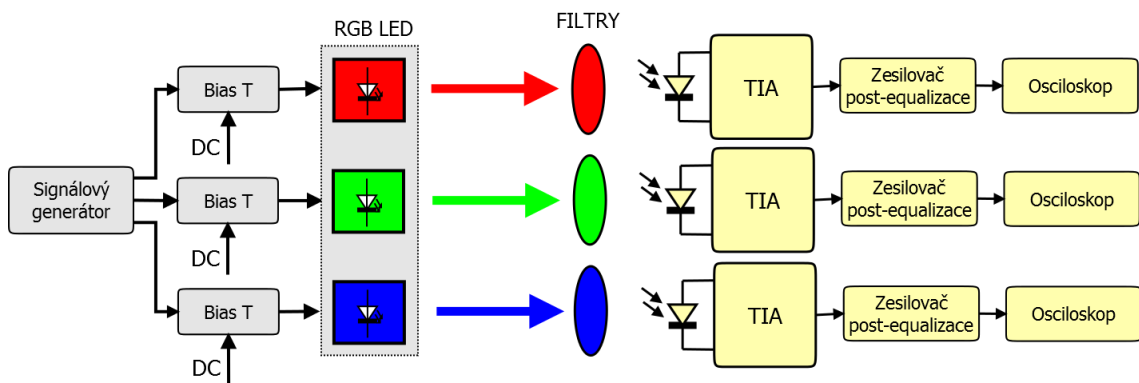 RGB LED
FILTRY
Bias T
DC
TIA
Zesilovač
post-equalizace
Osciloskop
Signálový
generátor
Bias T
DC
TIA
Zesilovač
post-equalizace
Osciloskop
Bias T
DC
TIA
Zesilovač
post-equalizace
Osciloskop